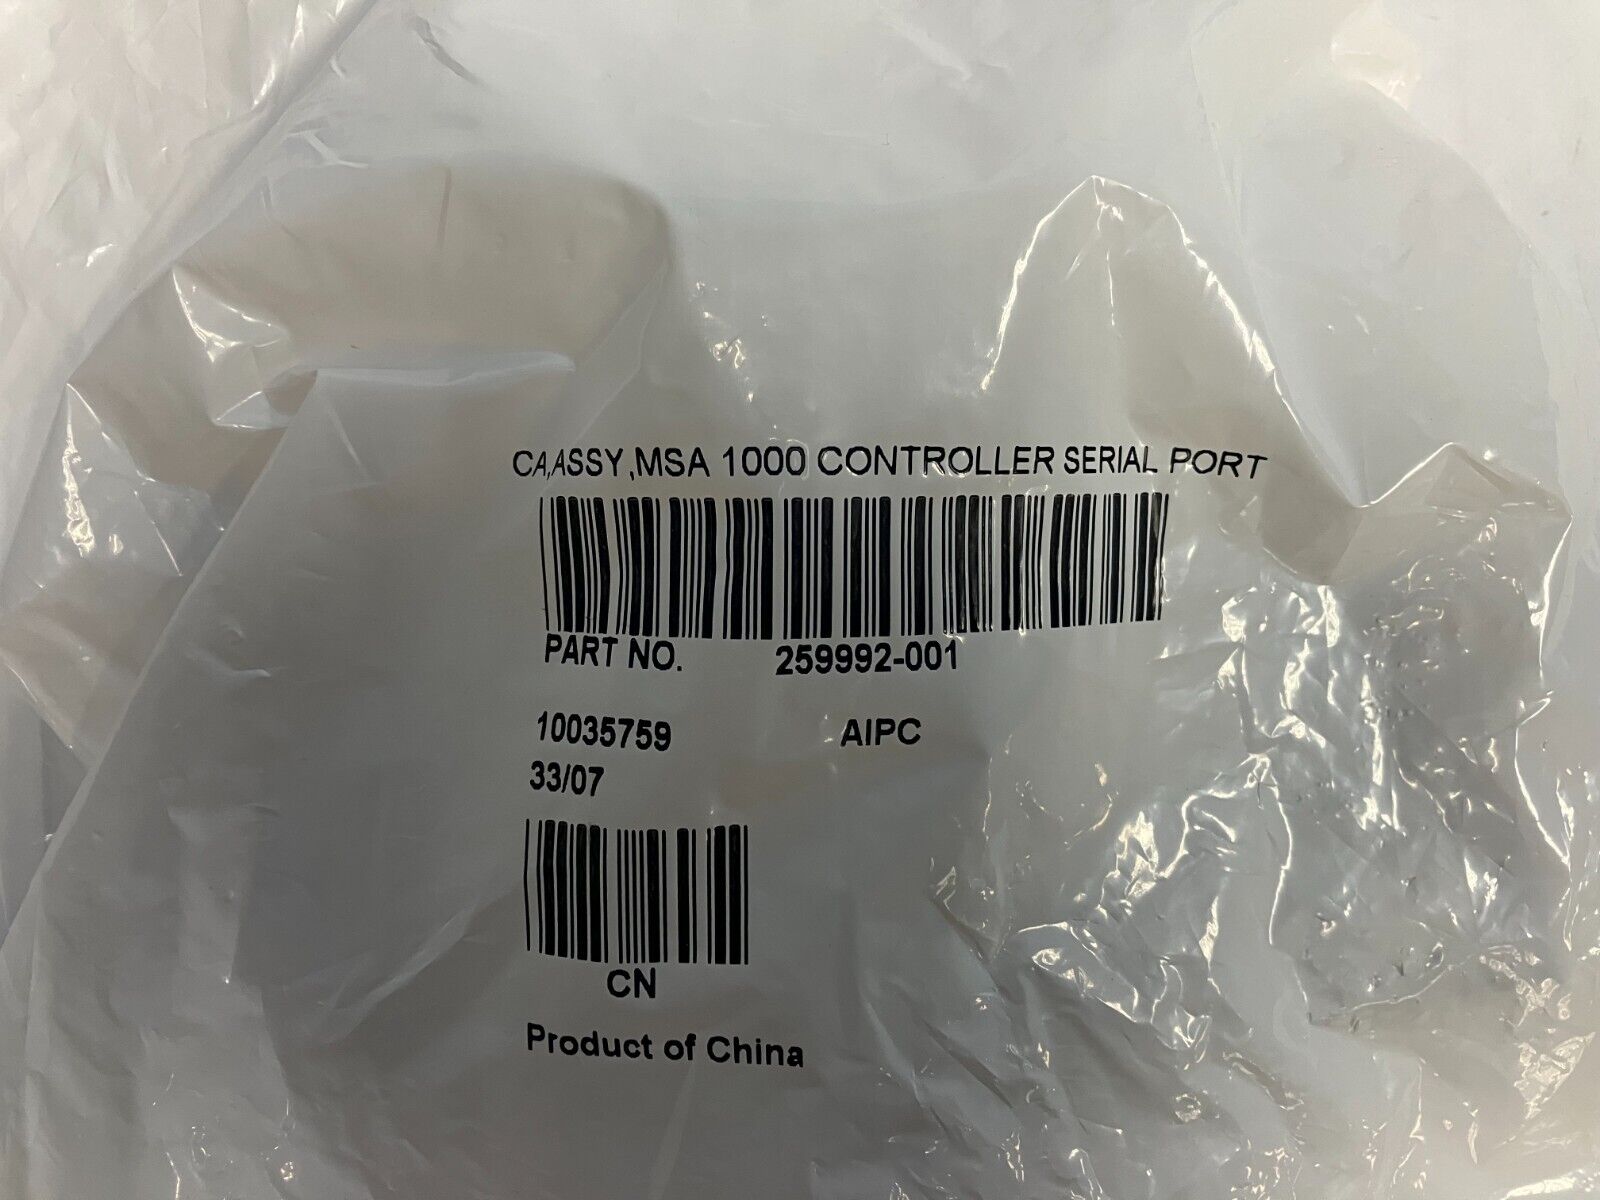 CA,ASSY,MSA 1000 CONTROLLER SERIAL PORT
PART NO. 259992-001
10035759 AIPC
33/07
CN
Product of China